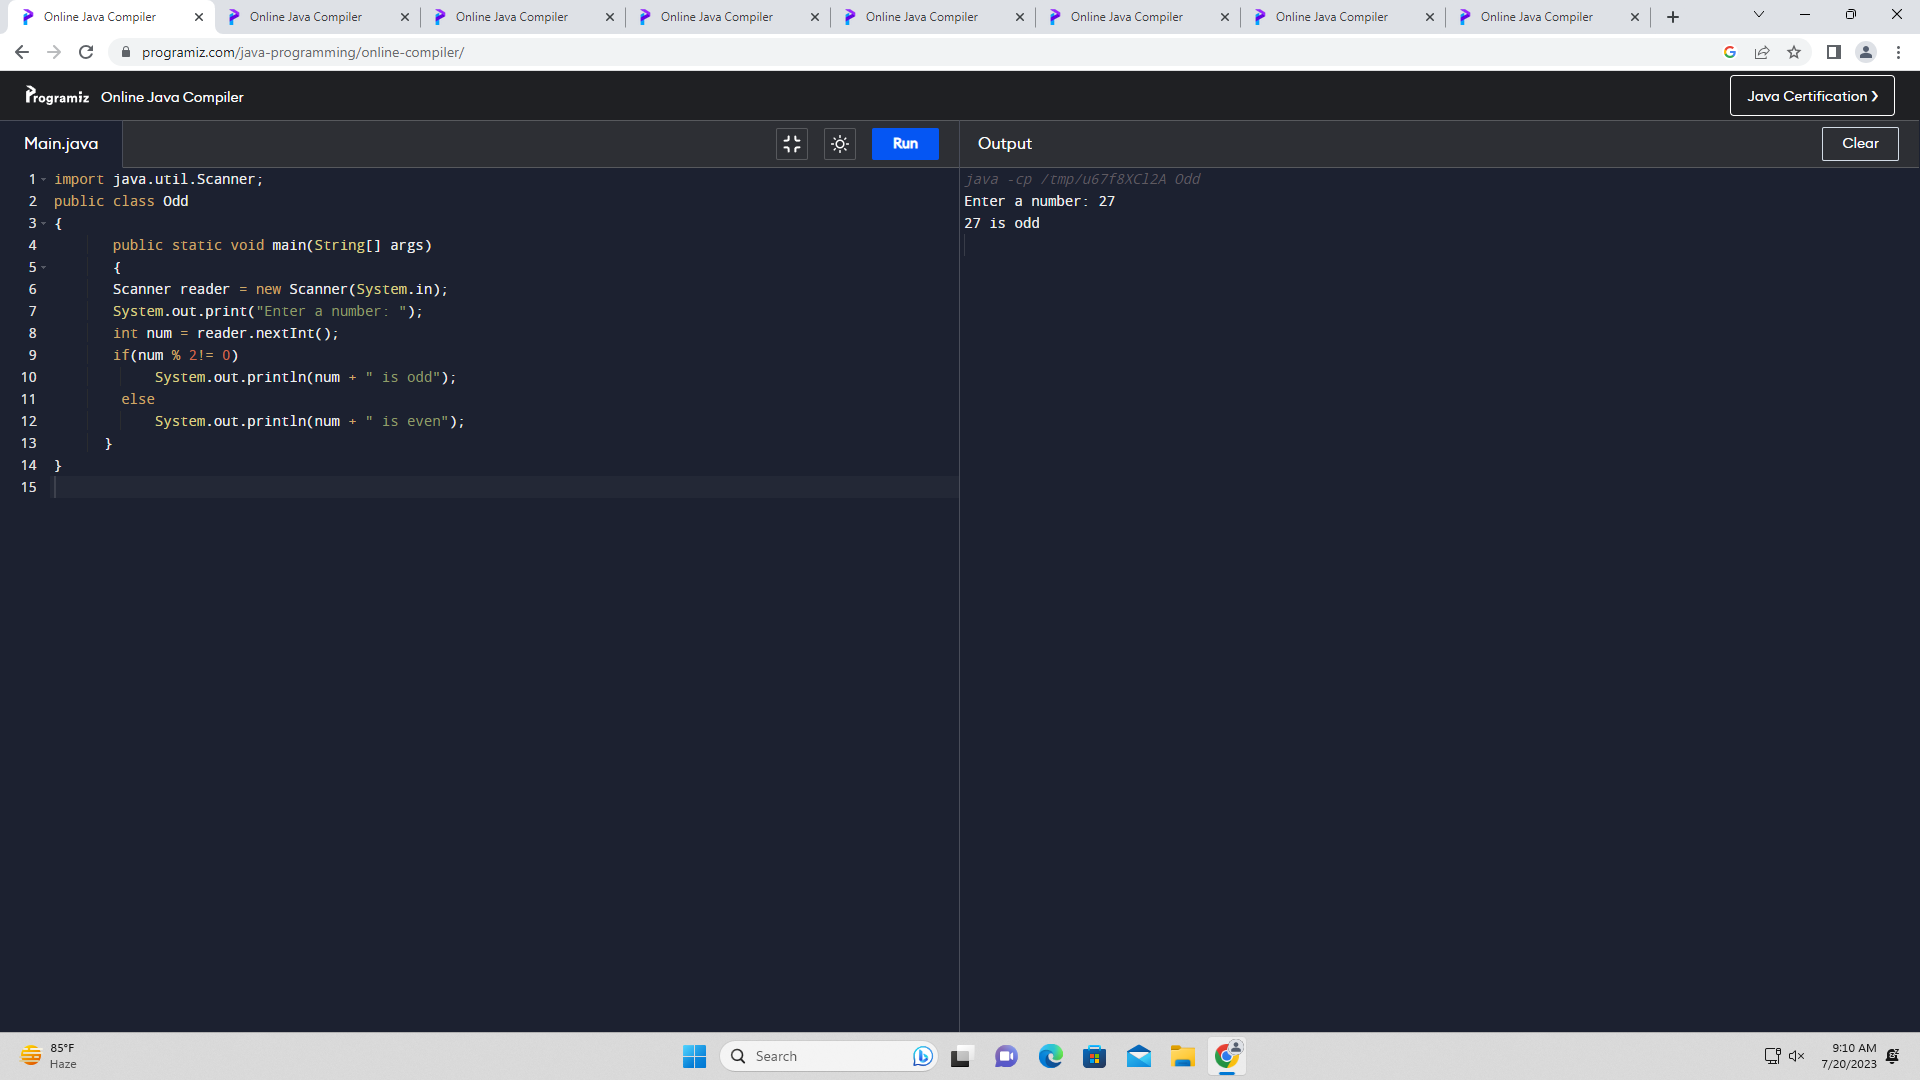 Online Java Compiler Online Java Compiler Online Java Compiler Online Java Compiler Online Java Compiler Online Java Compiler Online Java Compiler Online Java Compiler
programiz.com/java-programming/online-compiler/
Programiz Online Java Compiler Java Certification ❯
Main.java Run Output Clear
1 import java.util.Scanner;
2 public class Odd
3 {
4 public static void main(String[] args)
5 {
6 Scanner reader = new Scanner(System.in);
7 System.out.print("Enter a number: ");
8 int num = reader.nextInt();
9 if(num % 2!= 0)
10 System.out.println(num + " is odd");
11 else
12 System.out.println(num + " is even");
13 }
14 }
15
java -cp /tmp/u67f8XCl2A Odd
Enter a number: 27
27 is odd
85°F
Haze
Search
9:10 AM
7/20/2023